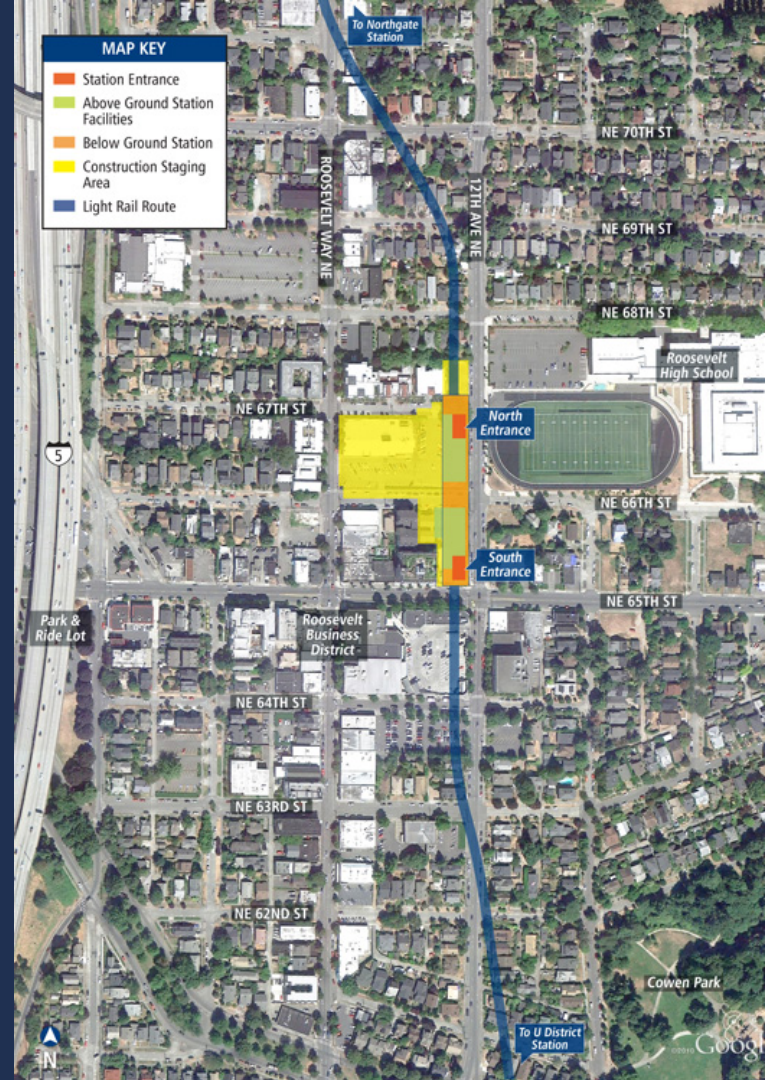 MAP KEY
Station Entrance
Above Ground Station
Facilities
Below Ground Station
Construction Staging
Area
Light Rail Route
To Northgate
Station
NE 70TH ST
ROOSEVELT WAY NE
12TH AVE NE
NE 69TH ST
NE 68TH ST
Roosevelt
High School
NE 67TH ST
North
Entrance
5
NE 66TH ST
South
Entrance
NE 65TH ST
Park &
Ride Lot
Roosevelt
Business
District
NE 64TH ST
NE 63RD ST
NE 62ND ST
Cowen Park
To U District
Station
N
©2010 Google